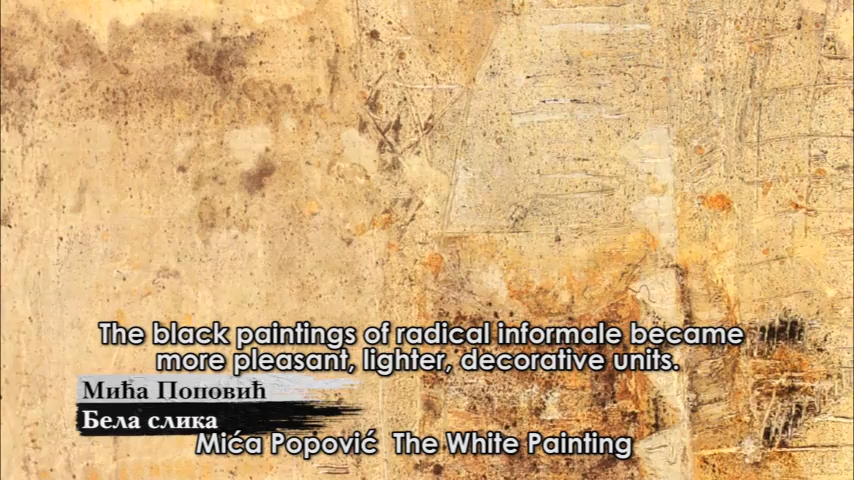 The black paintings of radical informale became
more pleasant, lighter, decorative units.
Мића Поповић
Бела слика
Mića Popović The White Painting